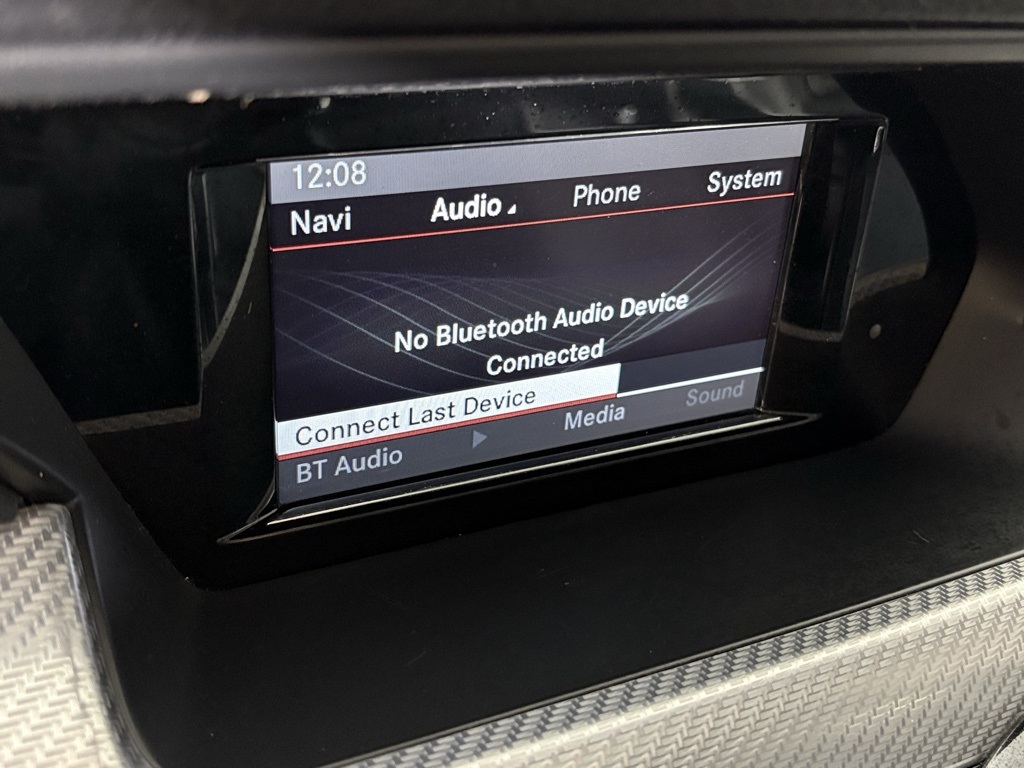 12:08
Navi Audio Phone System
No Bluetooth Audio Device
Connected
Connect Last Device
BT Audio Media Sound